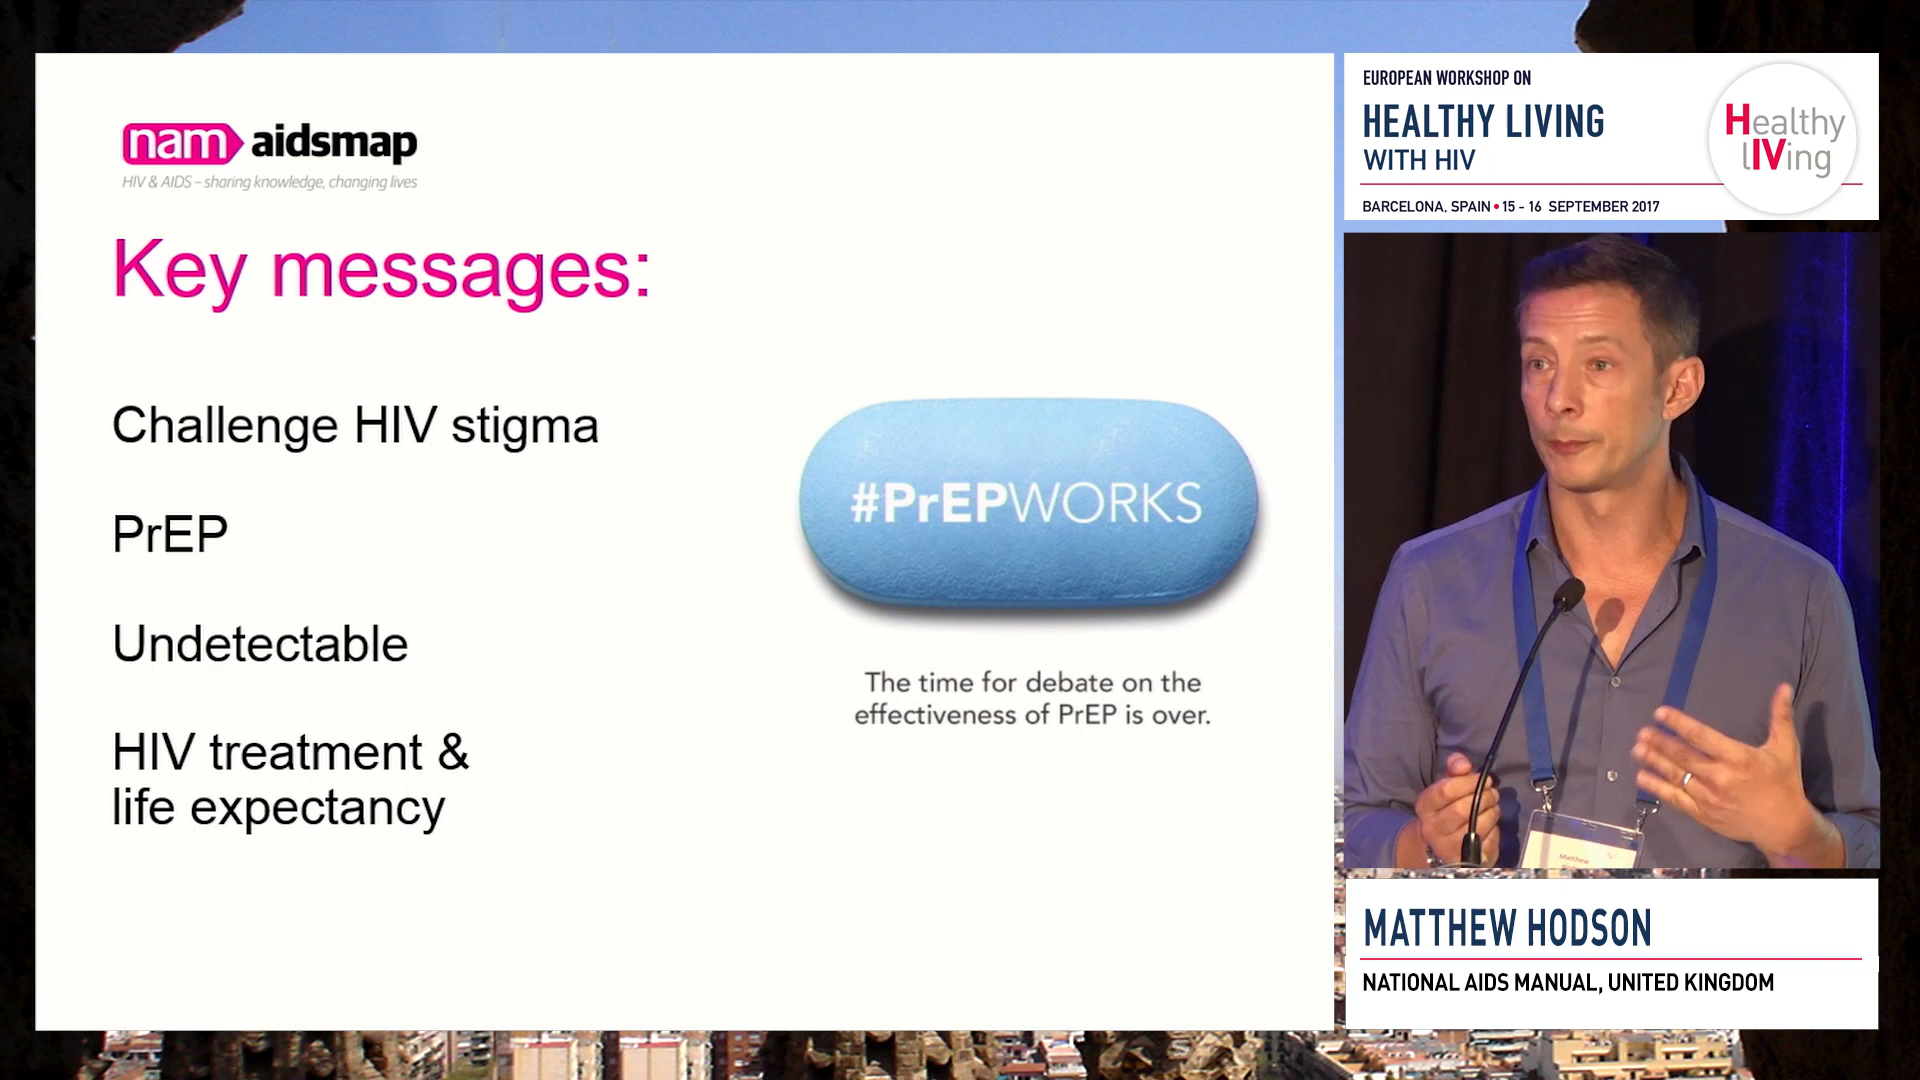 nam aidsmap
HIV & AIDS – sharing knowledge, changing lives
Key messages:
Challenge HIV stigma
PrEP
Undetectable
HIV treatment &
life expectancy
#PrEPWORKS
The time for debate on the
effectiveness of PrEP is over.
EUROPEAN WORKSHOP ON
HEALTHY LIVING
WITH HIV
BARCELONA, SPAIN • 15 - 16 SEPTEMBER 2017
Healthy
lIVing
Matthew
MATTHEW HODSON
NATIONAL AIDS MANUAL, UNITED KINGDOM